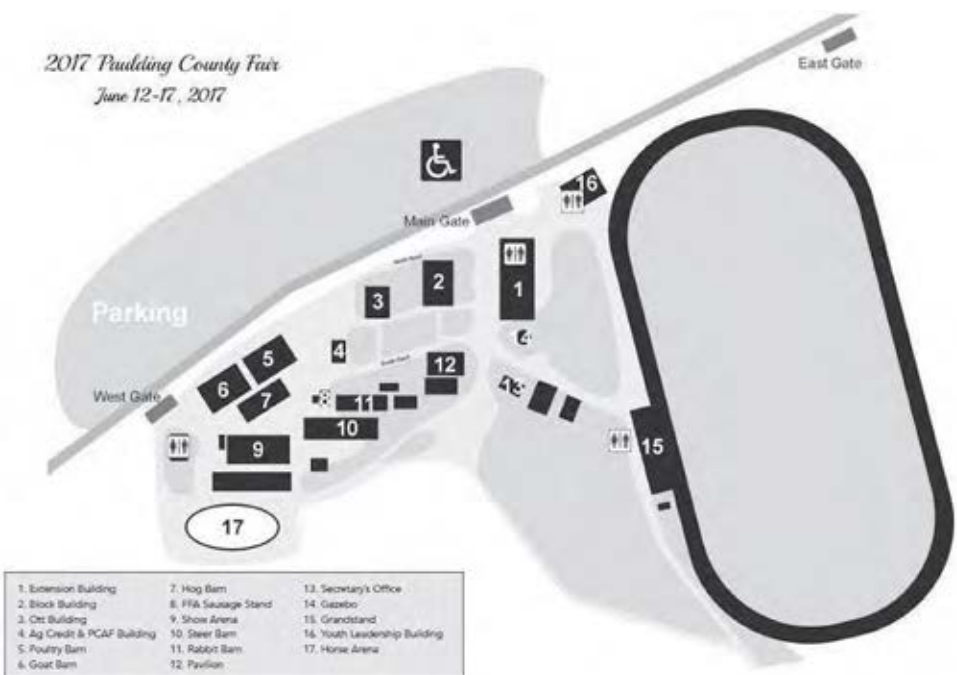 2017 Paulding County Fair
June 12-17, 2017
East Gate
16
Main Gate
2
1
3
Parking
4
5
12
6
West Gate
7
11
10
15
9
17
1. Extension Building
2. Block Building
3. Ott Building
4. Ag Credit & PCAF Building
5. Poultry Barn
6. Goat Barn
7. Hog Barn
8. FFA Sausage Stand
9. Show Arena
10. Steer Barn
11. Rabbit Barn
12. Pavilion
13. Secretary's Office
14. Gazebo
15. Grandstand
16. Youth Leadership Building
17. Horse Arena